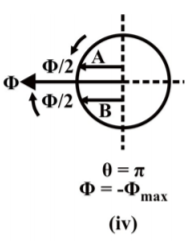 Φ/2 A
Φ
Φ/2 B
θ = π
Φ = -Φmax
(iv)